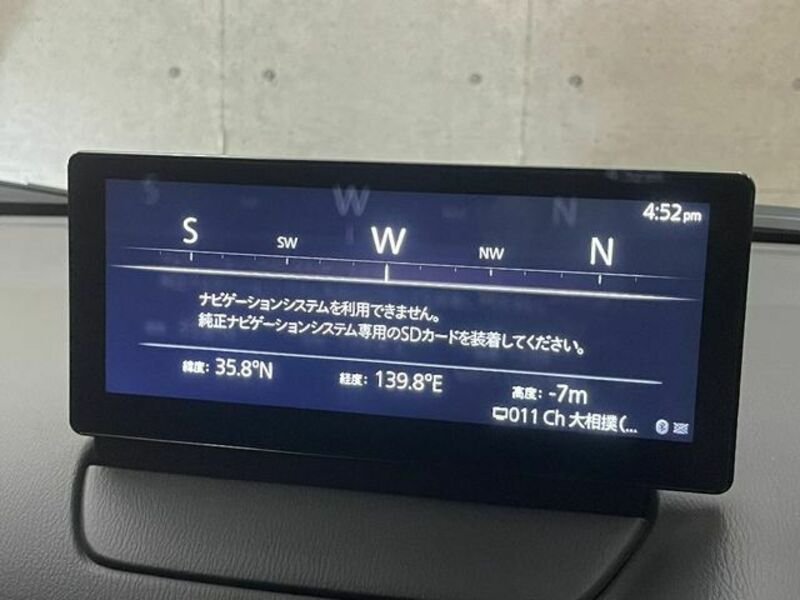 4:52pm
S SW W NW N
ナビゲーションシステムを利用できません。
純正ナビゲーションシステム専用のSDカードを装着してください。
緯度: 35.8°N 経度: 139.8°E 高度: -7m
011 Ch 大相撲(...